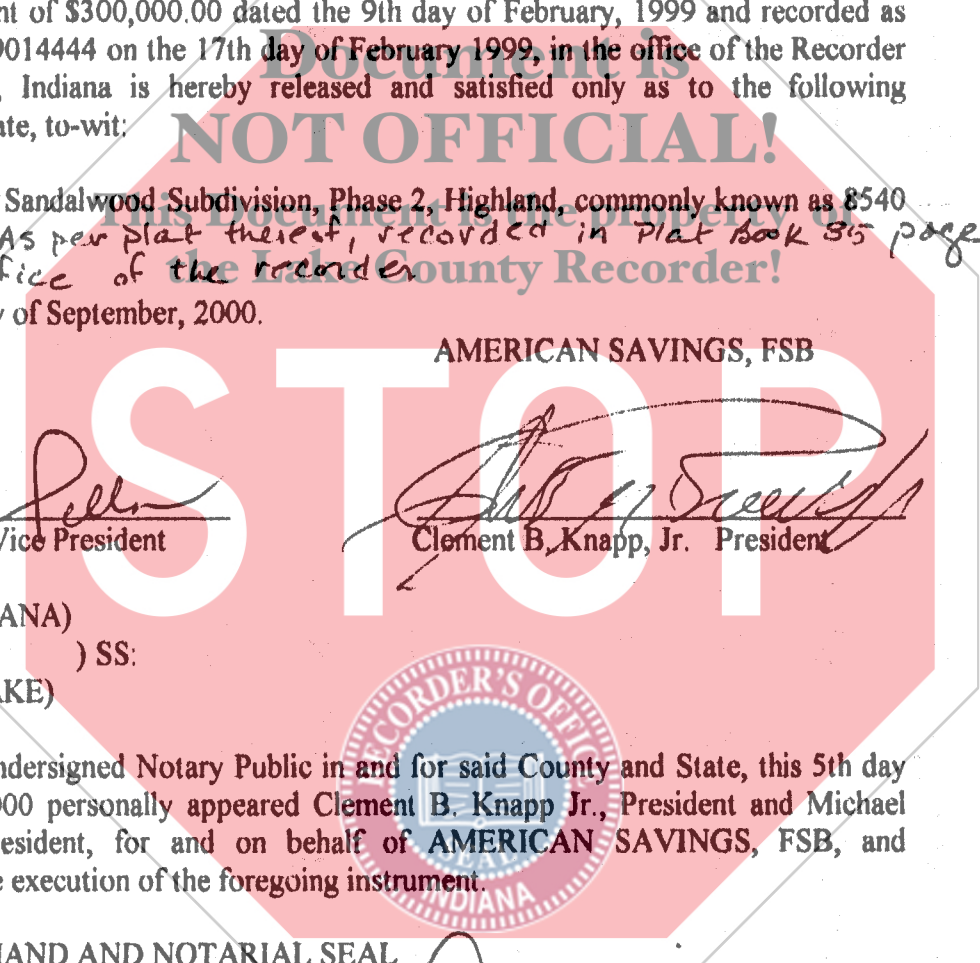 nt of $300,000.00 dated the 9th day of February, 1999 and recorded as
9014444 on the 17th day of February 1999, in the office of the Recorder
, Indiana is hereby released and satisfied only as to the following
ate, to-wit:
Document is
NOT OFFICIAL!
This Document is the property of
the Lake County Recorder!
Sandalwood Subdivision, Phase 2, Highland, commonly known as 8540
As per plat thereof, recorded in Plat Book 85 page
fice of the recorder
y of September, 2000.
AMERICAN SAVINGS, FSB
STOP
Vice President
Clement B. Knapp, Jr. President
ANA)
) SS:
AKE)
RECORDER'S OFFICE
SEAL
INDIANA
ndersigned Notary Public in and for said County and State, this 5th day
000 personally appeared Clement B. Knapp Jr., President and Michael
esident, for and on behalf of AMERICAN SAVINGS, FSB, and
e execution of the foregoing instrument.
HAND AND NOTARIAL SEAL